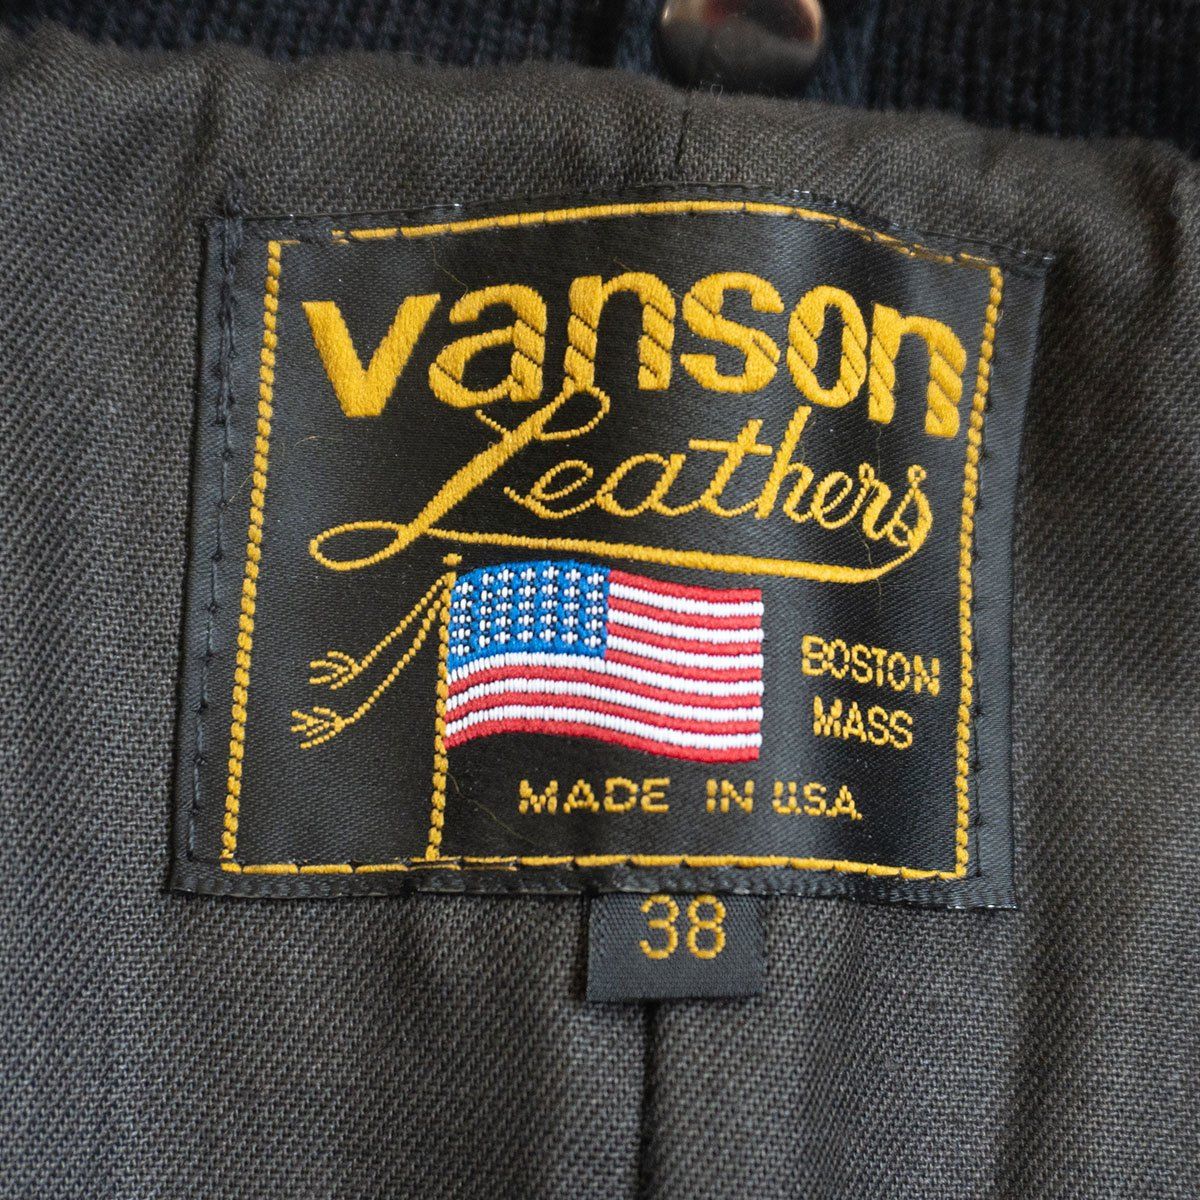 vanson
Leathers
BOSTON
MASS
MADE IN U.S.A.
38